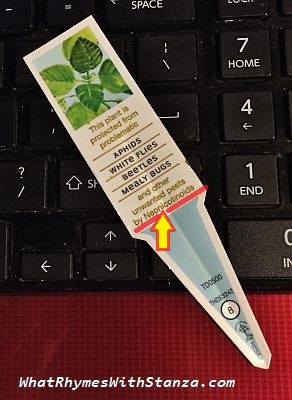 This plant is
protected from
problematic
APHIDS
WHITE FLIES
BEETLES
MEALY BUGS
and other
unwanted pests
by Neonicotinoids
TD0500
8
7
HOME
4
1
END
0
WhatRhymesWithStanza.com